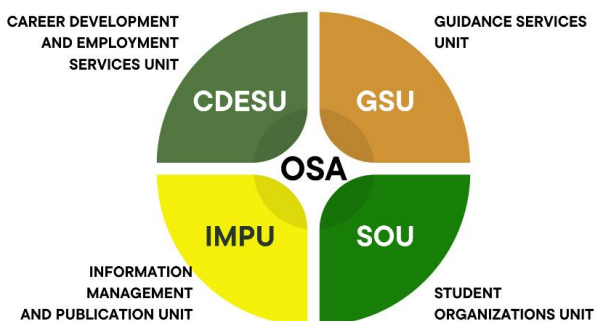 CAREER DEVELOPMENT
AND EMPLOYMENT
SERVICES UNIT
GUIDANCE SERVICES
UNIT
CDESU
GSU
OSA
IMPU
SOU
INFORMATION
MANAGEMENT
AND PUBLICATION UNIT
STUDENT
ORGANIZATIONS UNIT